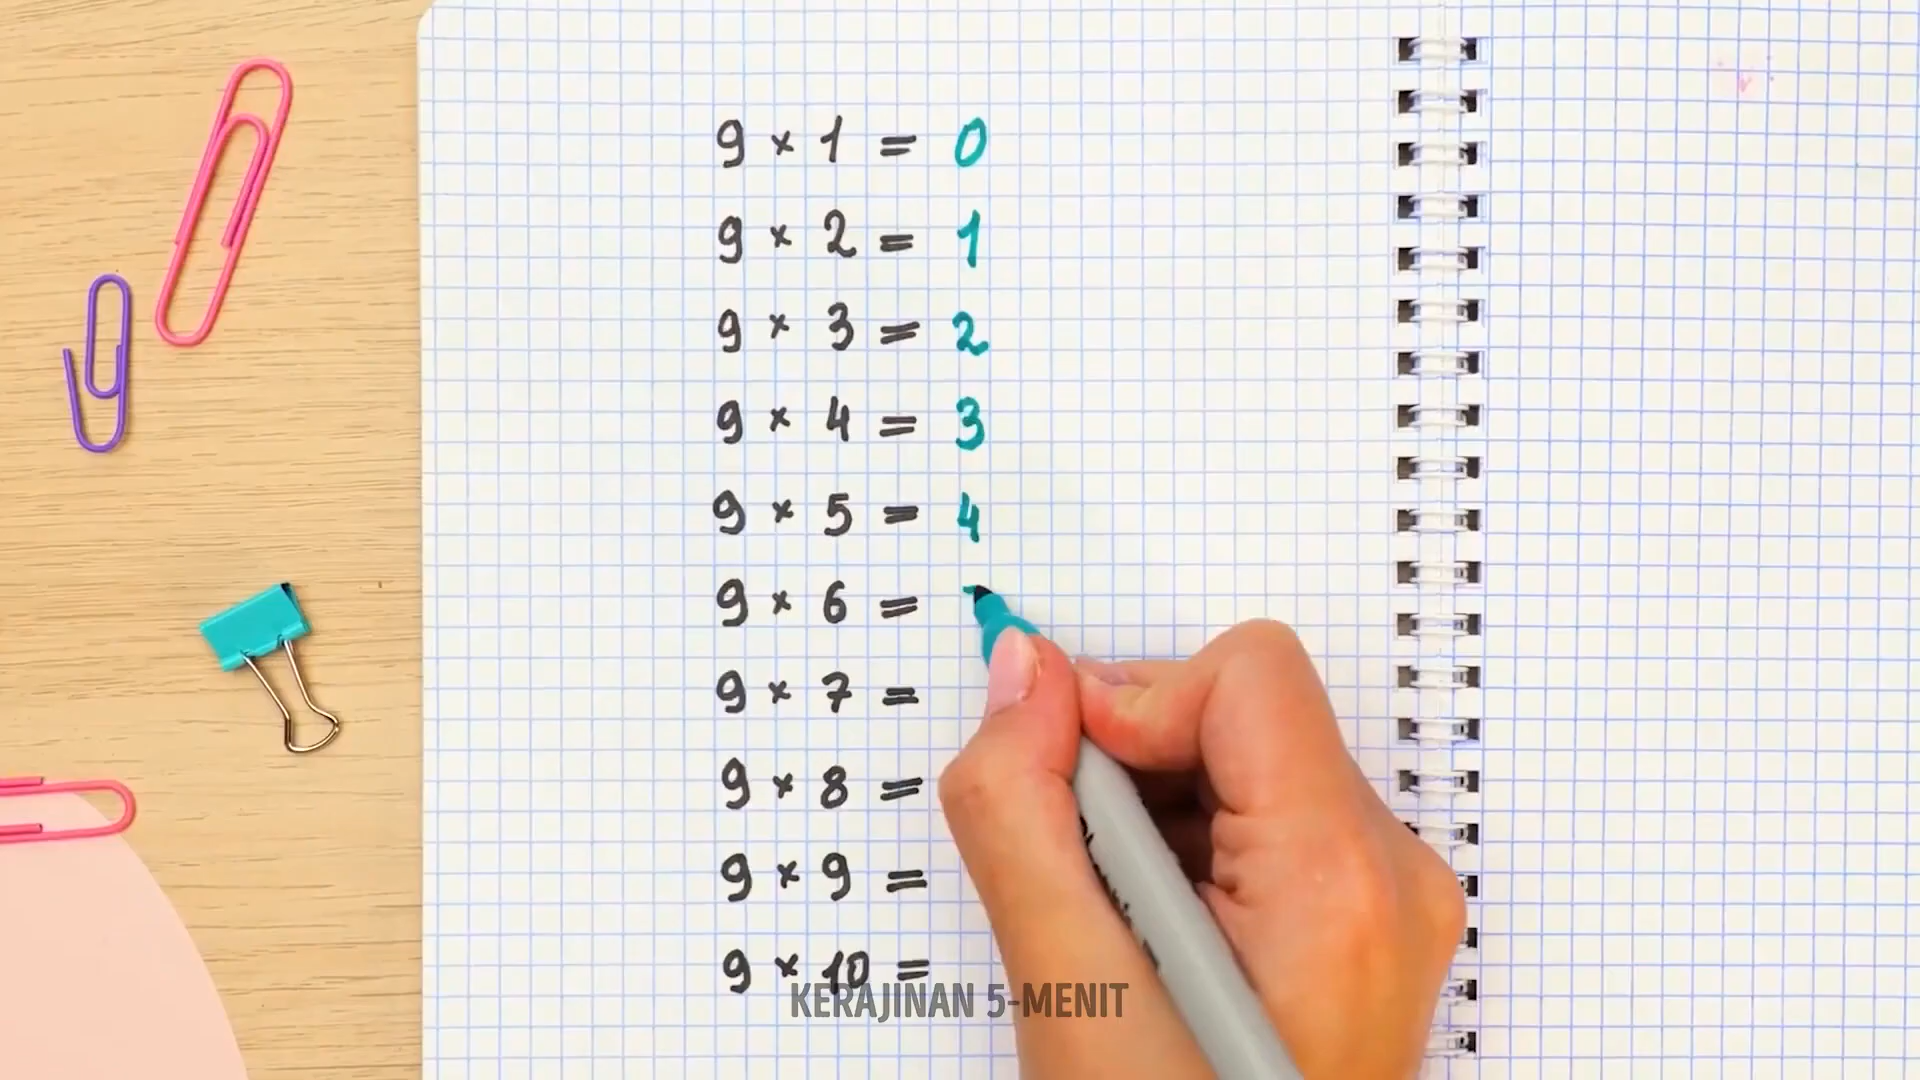 9 × 1 = 0
9 × 2 = 1
9 × 3 = 2
9 × 4 = 3
9 × 5 = 4
9 × 6 =
9 × 7 =
9 × 8 =
9 × 9 =
9 × 10 =
KERAJINAN 5-MENIT